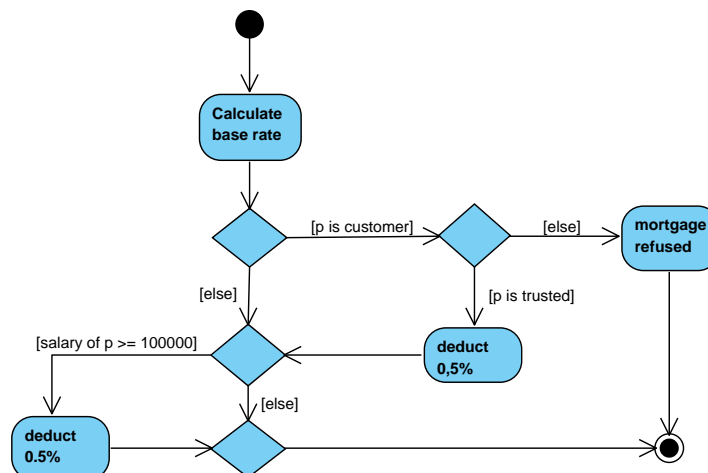 Calculate
base rate
[p is customer]
[else]
mortgage
refused
[else]
[p is trusted]
[salary of p >= 100000]
deduct
0,5%
[else]
deduct
0.5%